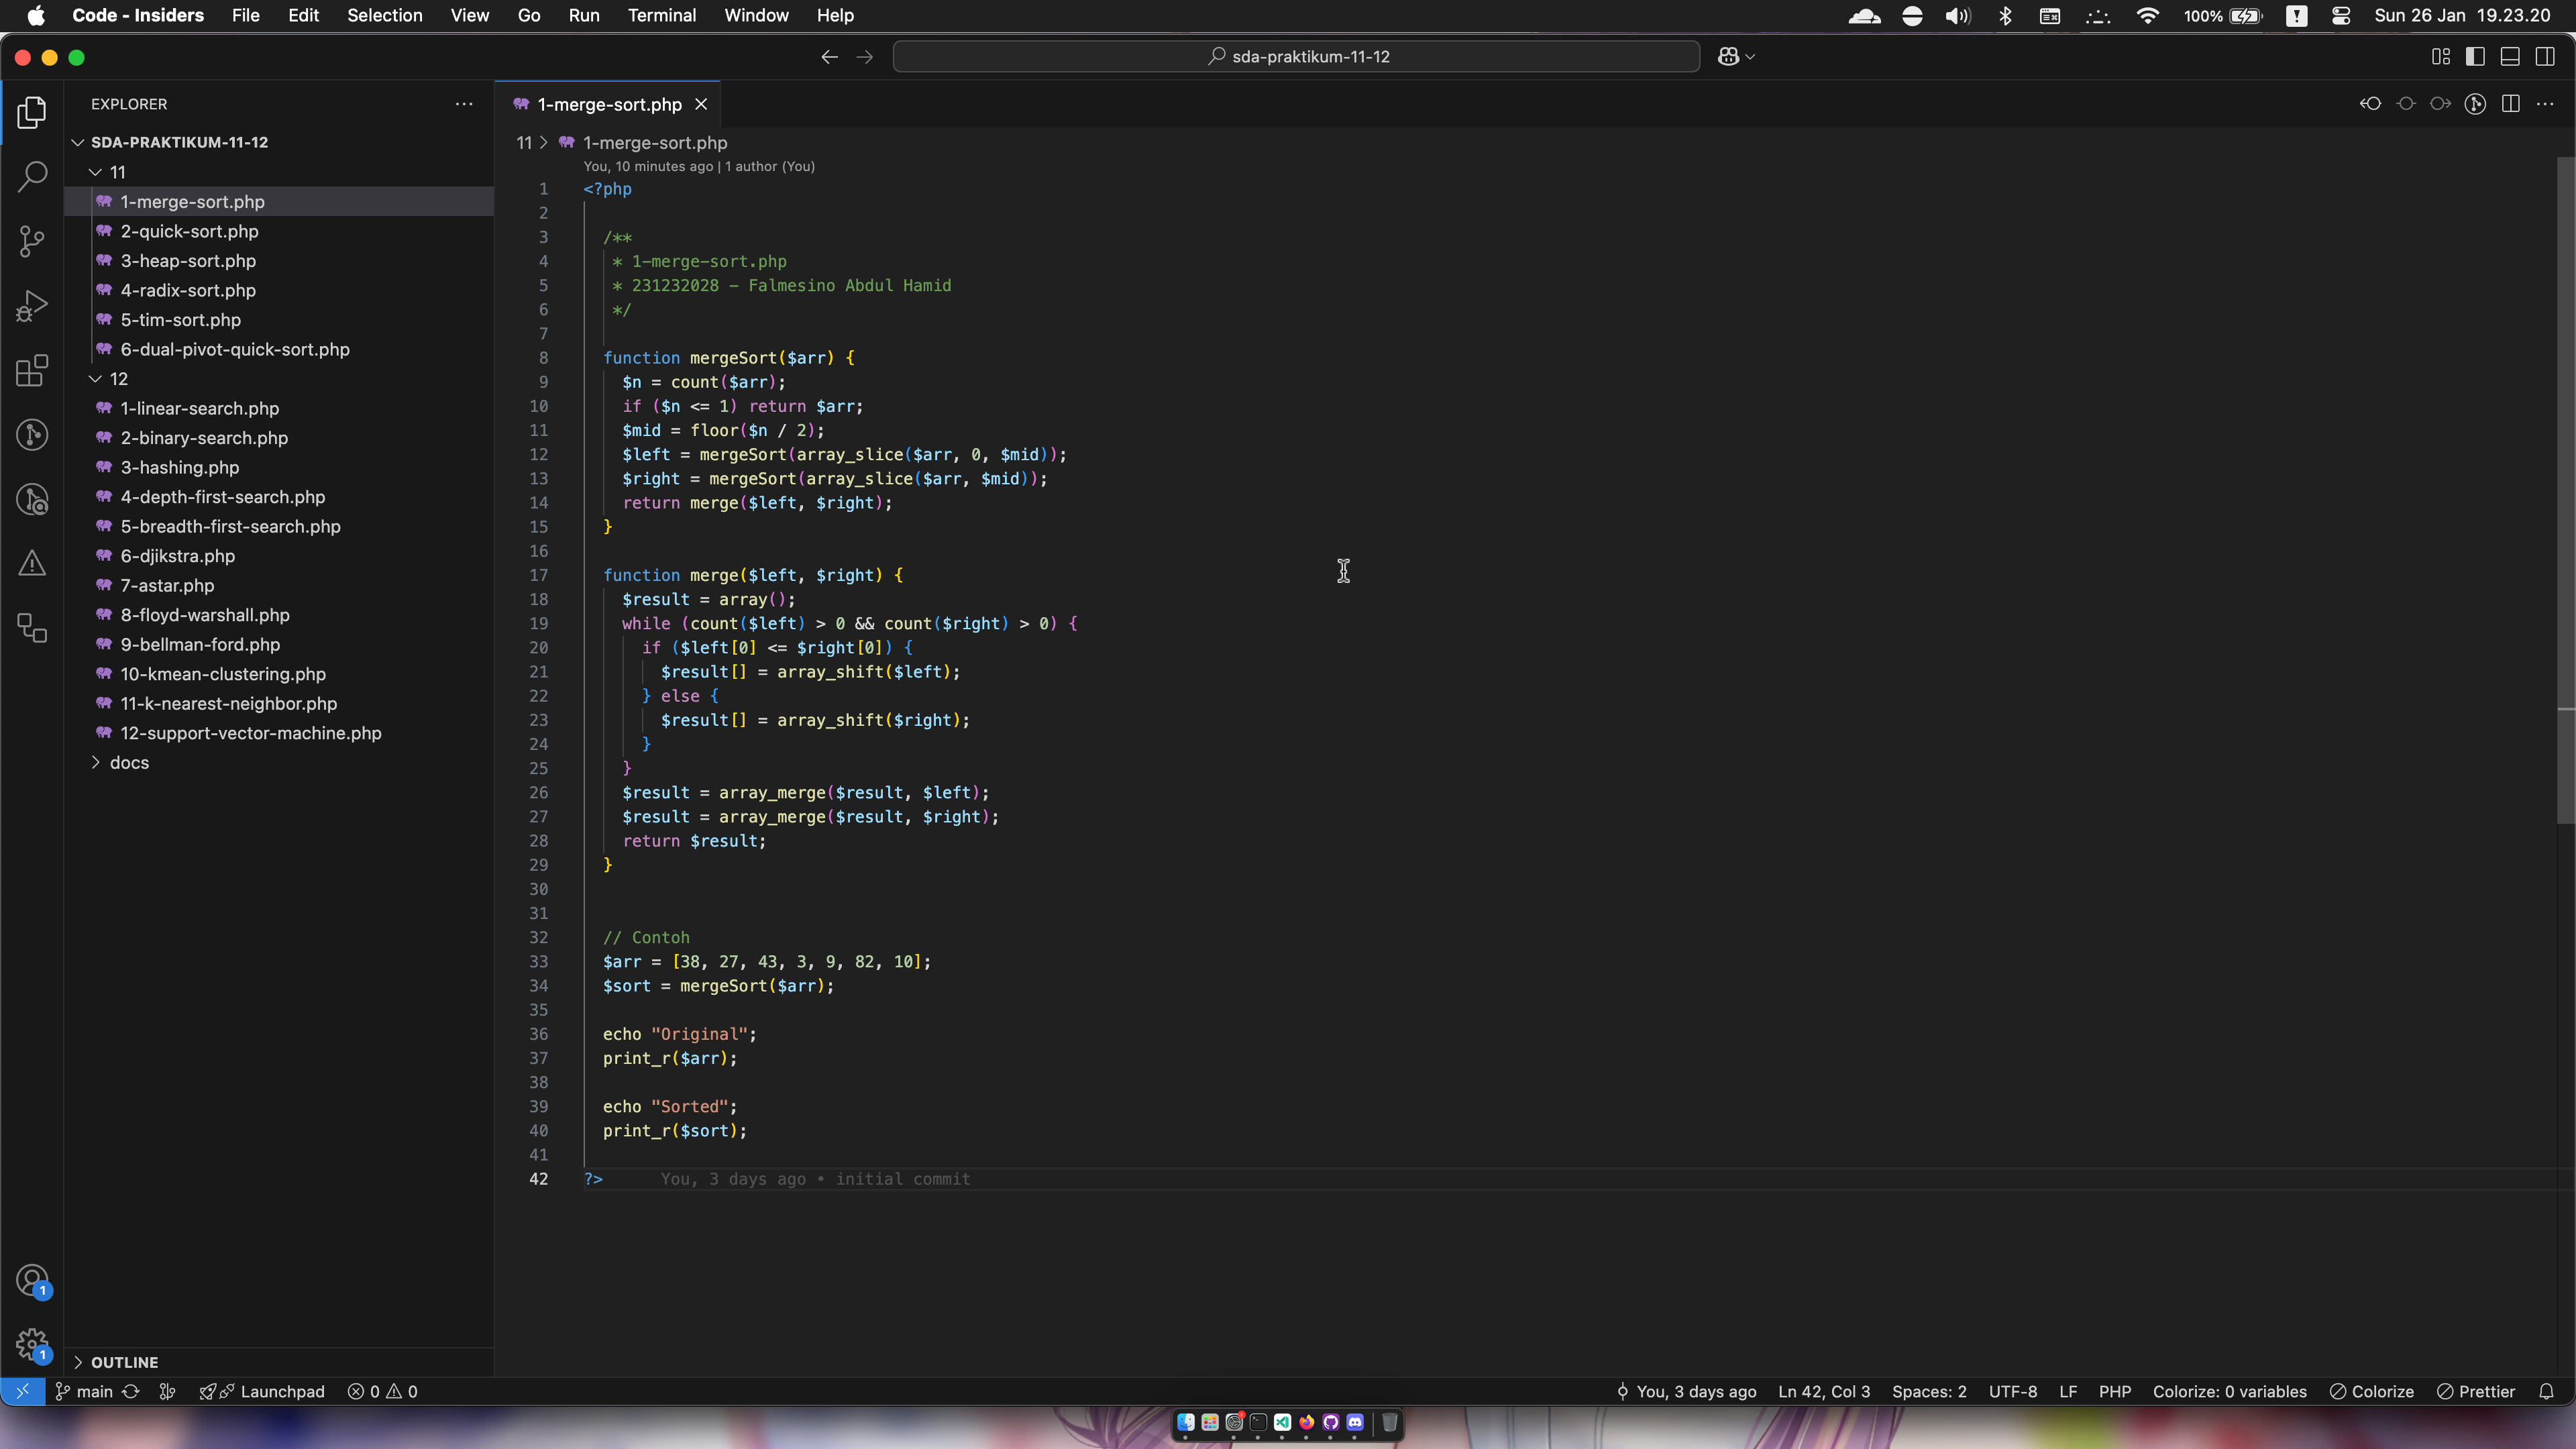 Code - Insiders File Edit Selection View Go Run Terminal Window Help 100% Sun 26 Jan 19.23.20
sda-praktikum-11-12
EXPLORER
SDA-PRAKTIKUM-11-12
11
1-merge-sort.php
2-quick-sort.php
3-heap-sort.php
4-radix-sort.php
5-tim-sort.php
6-dual-pivot-quick-sort.php
12
1-linear-search.php
2-binary-search.php
3-hashing.php
4-depth-first-search.php
5-breadth-first-search.php
6-djikstra.php
7-astar.php
8-floyd-warshall.php
9-bellman-ford.php
10-kmean-clustering.php
11-k-nearest-neighbor.php
12-support-vector-machine.php
docs
OUTLINE
1
1
1-merge-sort.php
11 > 1-merge-sort.php
You, 10 minutes ago | 1 author (You)
1 <?php
2
3 /**
4 * 1-merge-sort.php
5 * 231232028 - Falmesino Abdul Hamid
6 */
7
8 function mergeSort($arr) {
9 $n = count($arr);
10 if ($n <= 1) return $arr;
11 $mid = floor($n / 2);
12 $left = mergeSort(array_slice($arr, 0, $mid));
13 $right = mergeSort(array_slice($arr, $mid));
14 return merge($left, $right);
15 }
16
17 function merge($left, $right) {
18 $result = array();
19 while (count($left) > 0 && count($right) > 0) {
20 if ($left[0] <= $right[0]) {
21 $result[] = array_shift($left);
22 } else {
23 $result[] = array_shift($right);
24 }
25 }
26 $result = array_merge($result, $left);
27 $result = array_merge($result, $right);
28 return $result;
29 }
30
31
32 // Contoh
33 $arr = [38, 27, 43, 3, 9, 82, 10];
34 $sort = mergeSort($arr);
35
36 echo "Original";
37 print_r($arr);
38
39 echo "Sorted";
40 print_r($sort);
41
42 ?> You, 3 days ago • initial commit
main Launchpad 0 0 You, 3 days ago Ln 42, Col 3 Spaces: 2 UTF-8 LF PHP Colorize: 0 variables Colorize Prettier